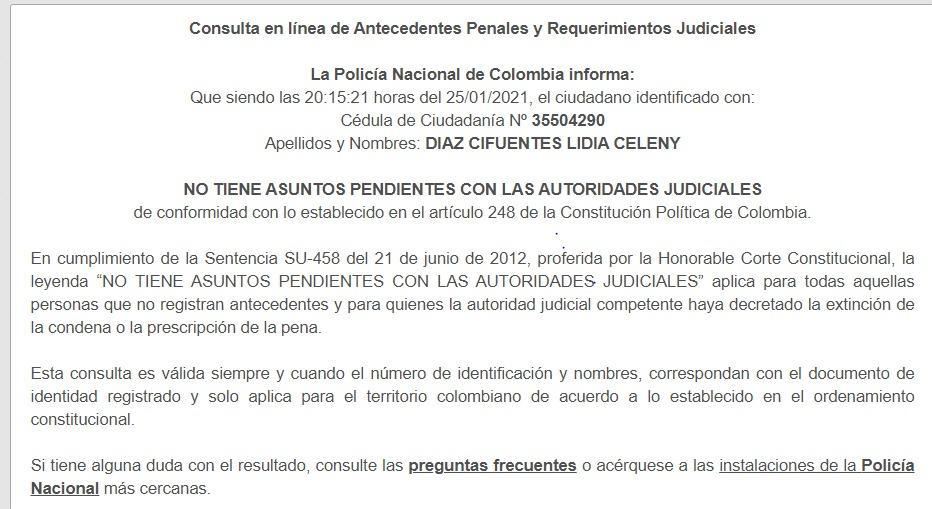 Consulta en línea de Antecedentes Penales y Requerimientos Judiciales
La Policía Nacional de Colombia informa:
Que siendo las 20:15:21 horas del 25/01/2021, el ciudadano identificado con:
Cédula de Ciudadanía Nº 35504290
Apellidos y Nombres: DIAZ CIFUENTES LIDIA CELENY
NO TIENE ASUNTOS PENDIENTES CON LAS AUTORIDADES JUDICIALES
de conformidad con lo establecido en el artículo 248 de la Constitución Política de Colombia.
En cumplimiento de la Sentencia SU-458 del 21 de junio de 2012, proferida por la Honorable Corte Constitucional, la
leyenda “NO TIENE ASUNTOS PENDIENTES CON LAS AUTORIDADES JUDICIALES” aplica para todas aquellas
personas que no registran antecedentes y para quienes la autoridad judicial competente haya decretado la extinción de
la condena o la prescripción de la pena.
Esta consulta es válida siempre y cuando el número de identificación y nombres, correspondan con el documento de
identidad registrado y solo aplica para el territorio colombiano de acuerdo a lo establecido en el ordenamiento
constitucional.
Si tiene alguna duda con el resultado, consulte las preguntas frecuentes o acérquese a las instalaciones de la Policía
Nacional más cercanas.